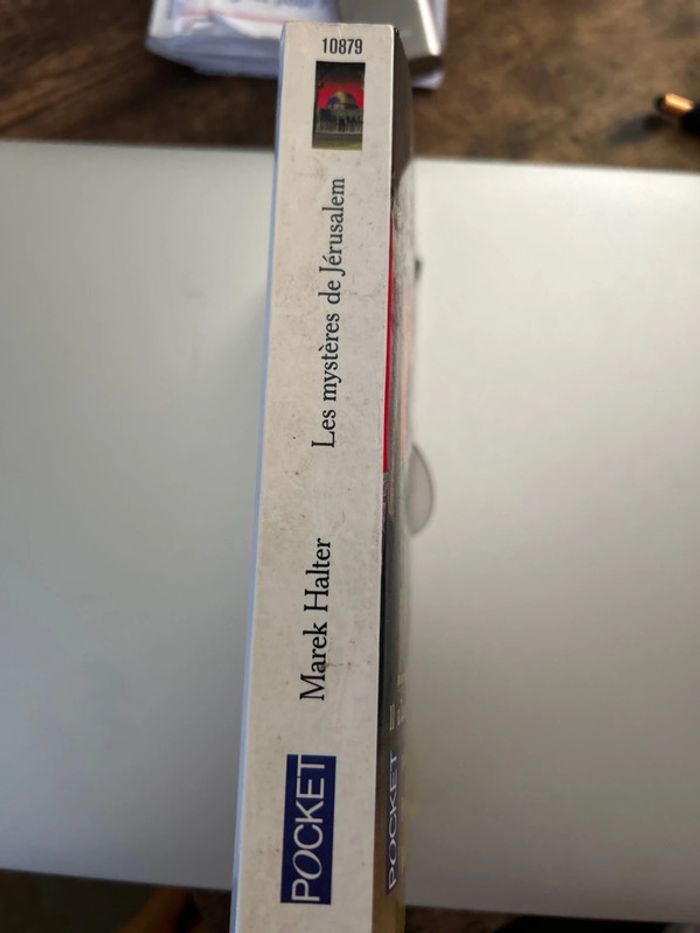 10879
Les mystères de Jérusalem
Marek Halter
POCKET
POCKET